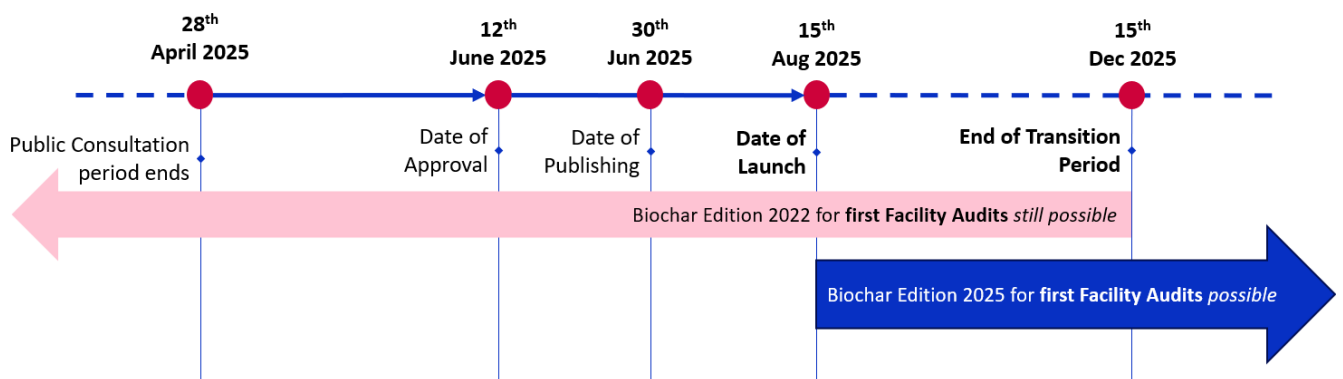 28th
April 2025
12th
June 2025
30th
Jun 2025
15th
Aug 2025
15th
Dec 2025
Public Consultation
period ends
Date of
Approval
Date of
Publishing
Date of
Launch
End of Transition
Period
Biochar Edition 2022 for first Facility Audits still possible
Biochar Edition 2025 for first Facility Audits possible